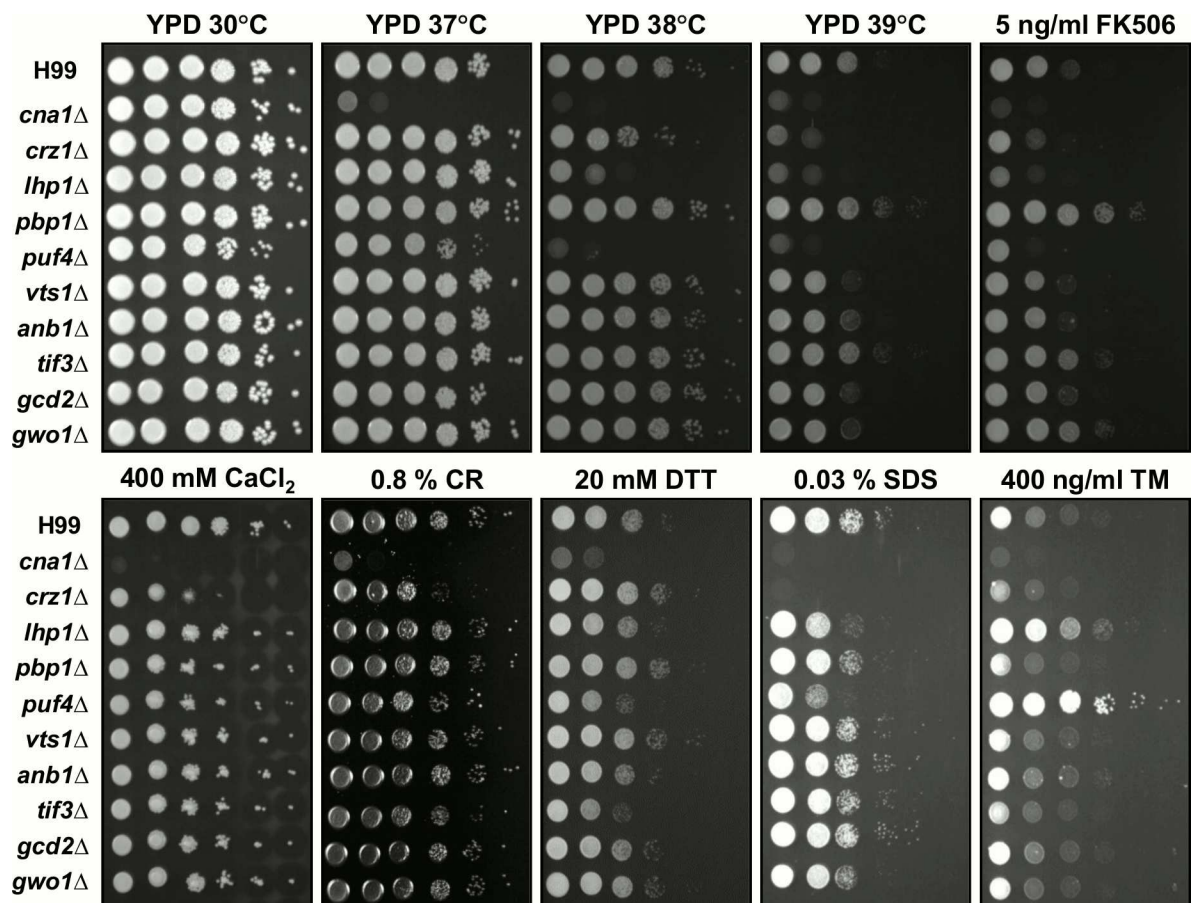 YPD 30°C YPD 37°C YPD 38°C YPD 39°C 5 ng/ml FK506
H99
cna1Δ
crz1Δ
lhp1Δ
pbp1Δ
puf4Δ
vts1Δ
anb1Δ
tif3Δ
gcd2Δ
gwo1Δ
400 mM CaCl₂ 0.8 % CR 20 mM DTT 0.03 % SDS 400 ng/ml TM
H99
cna1Δ
crz1Δ
lhp1Δ
pbp1Δ
puf4Δ
vts1Δ
anb1Δ
tif3Δ
gcd2Δ
gwo1Δ